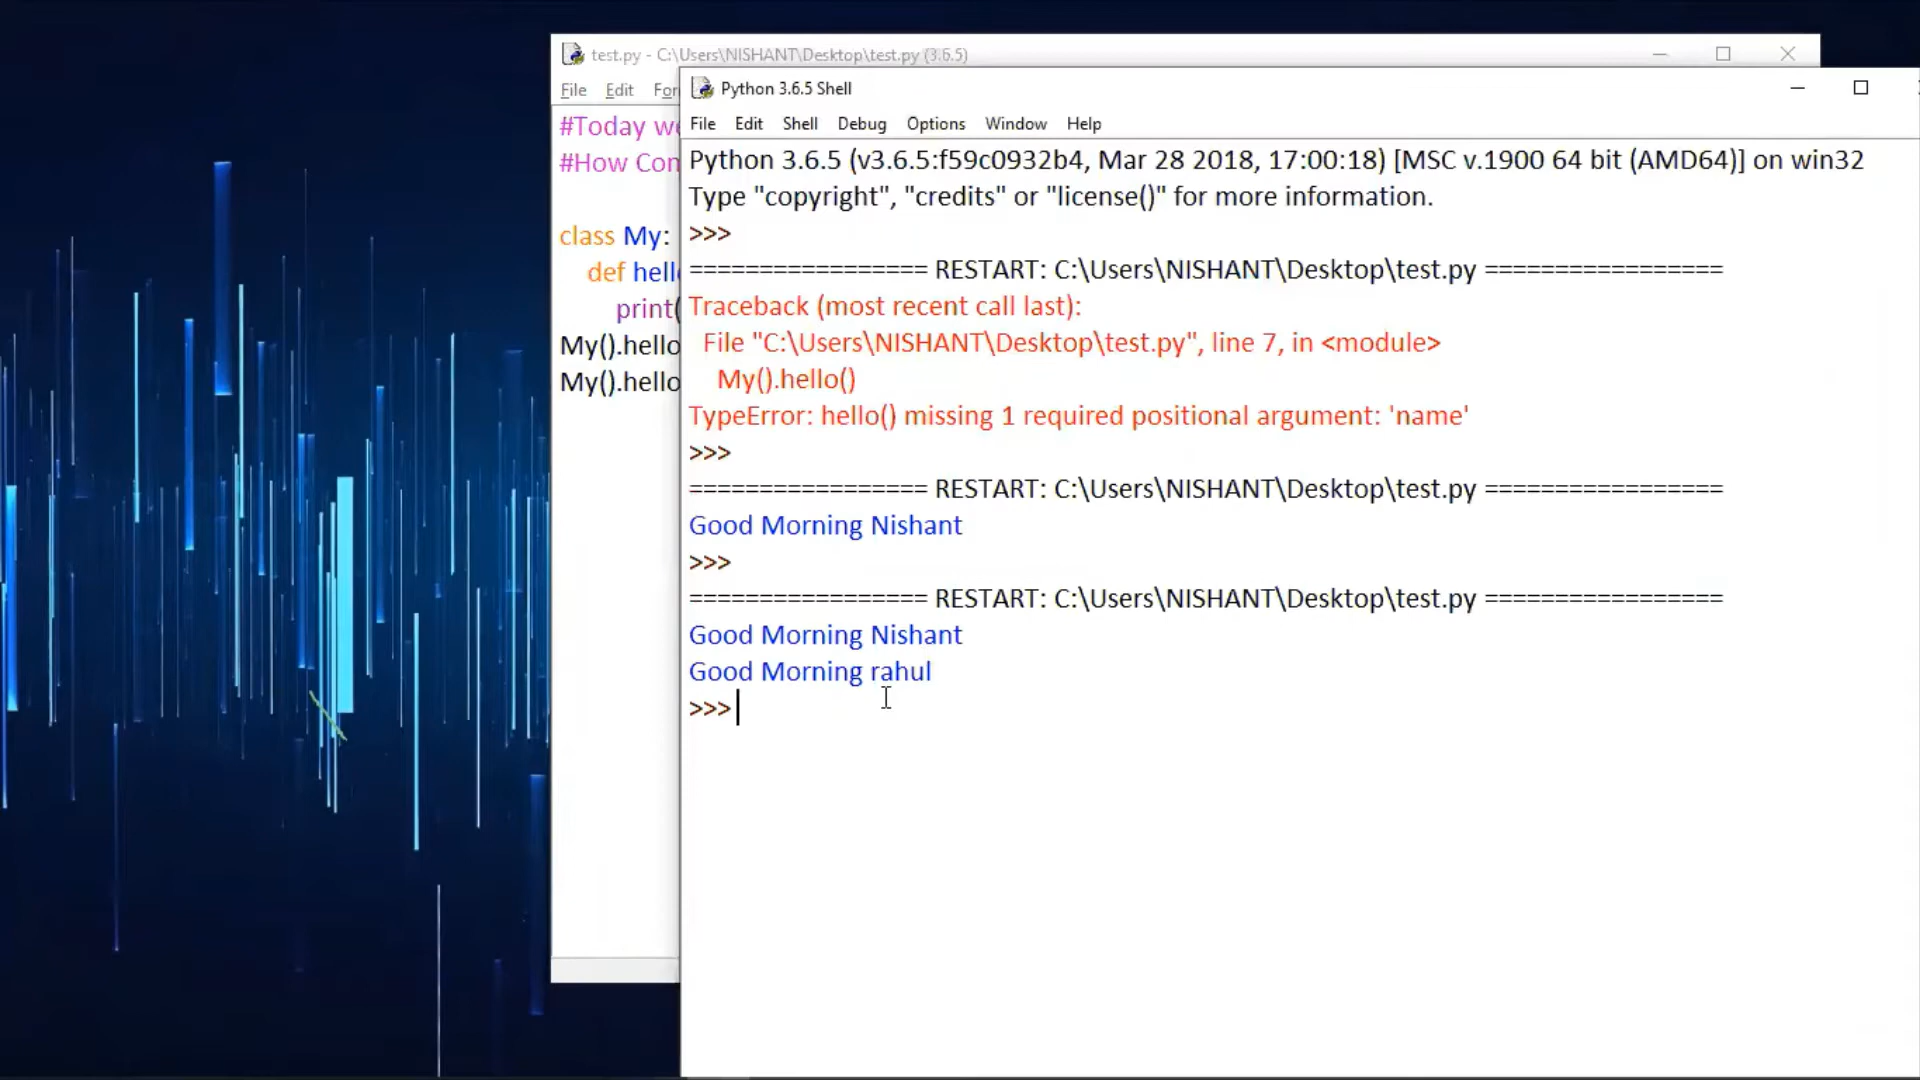 test.py - C:\Users\NISHANT\Desktop\test.py (3.6.5)
File Edit
#Today
#How
class My:
def
print(
My().hello
My().hello
Python 3.6.5 Shell
File Edit Shell Debug Options Window Help
Python 3.6.5 (v3.6.5:f59c0932b4, Mar 28 2018, 17:00:18) [MSC v.1900 64 bit (AMD64)] on win32
Type "copyright", "credits" or "license()" for more information.
>>>
================= RESTART: C:\Users\NISHANT\Desktop\test.py =================
Traceback (most recent call last):
File "C:\Users\NISHANT\Desktop\test.py", line 7, in <module>
My().hello()
TypeError: hello() missing 1 required positional argument: 'name'
>>>
================= RESTART: C:\Users\NISHANT\Desktop\test.py =================
Good Morning Nishant
>>>
================= RESTART: C:\Users\NISHANT\Desktop\test.py =================
Good Morning Nishant
Good Morning rahul
>>>